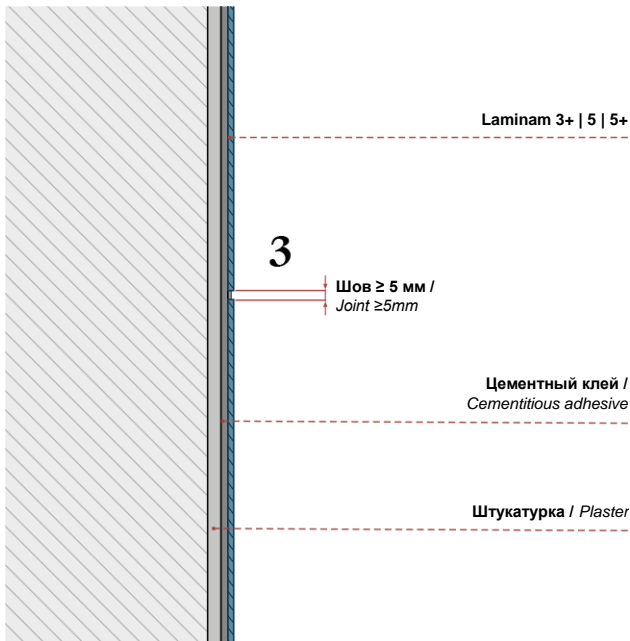 Laminam 3+ | 5 | 5+
3
Шов ≥ 5 мм /
Joint ≥5mm
Цементный клей /
Cementitious adhesive
Штукатурка / Plaster